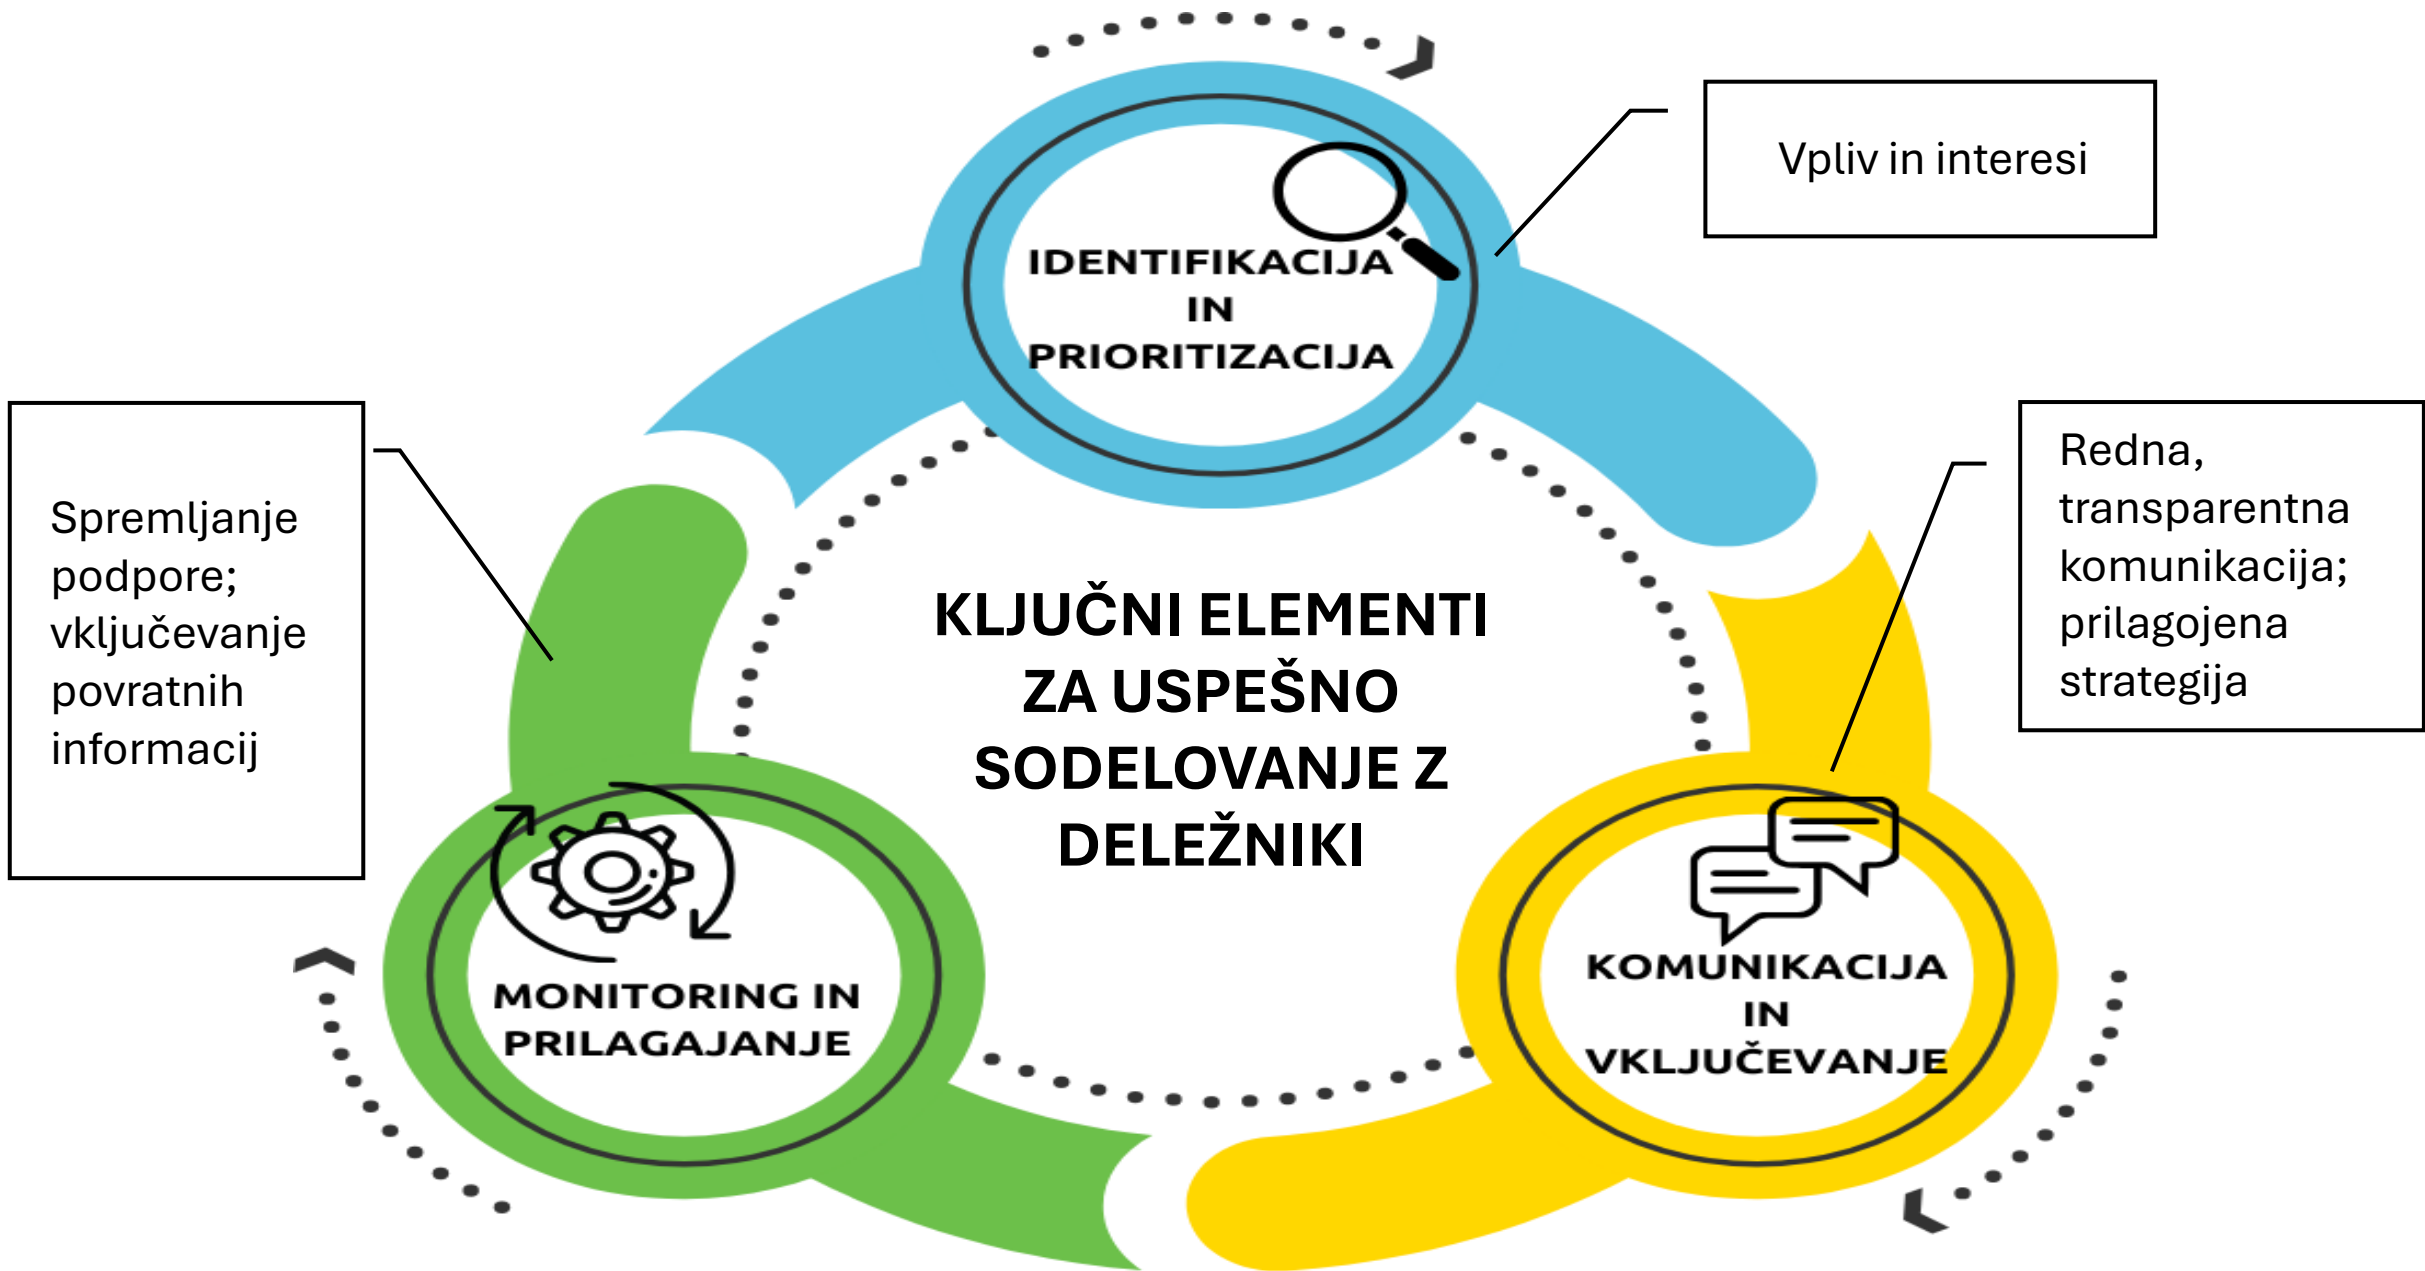 IDENTIFIKACIJA
IN
PRIORITIZACIJA
Vpliv in interesi
Redna,
transparentna
komunikacija;
prilagojena
strategija
Spremljanje
podpore;
vključevanje
povratnih
informacij
KLJUČNI ELEMENTI
ZA USPEŠNO
SODELOVANJE Z
DELEŽNIKI
MONITORING IN
PRILAGAJANJE
KOMUNIKACIJA
IN
VKLJUČEVANJE